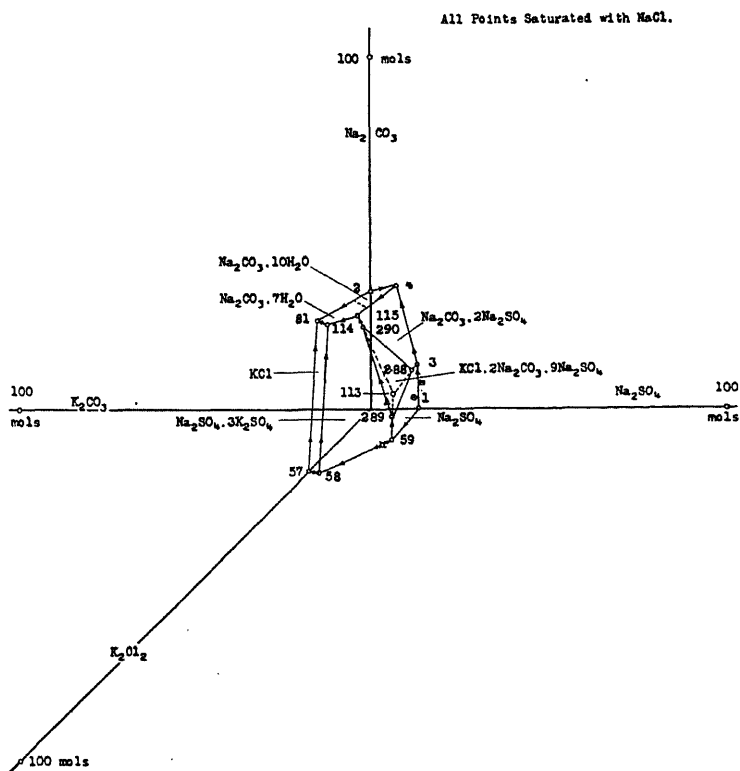 All Points Saturated with NaCl.
100 mols
Na₂ CO₃
Na₂CO₃.10H₂O
2
4
Na₂CO₃.7H₂O
81
114
115
290
Na₂CO₃.2Na₂SO₄
KCl
3
288
KCl.2Na₂CO₃.9Na₂SO₄
113
m
100
mols
K₂CO₃
Na₂SO₄
100
mols
1
Na₂SO₄.3K₂SO₄
289
Na₂SO₄
59
n
57
58
K₂Cl₂
100 mols